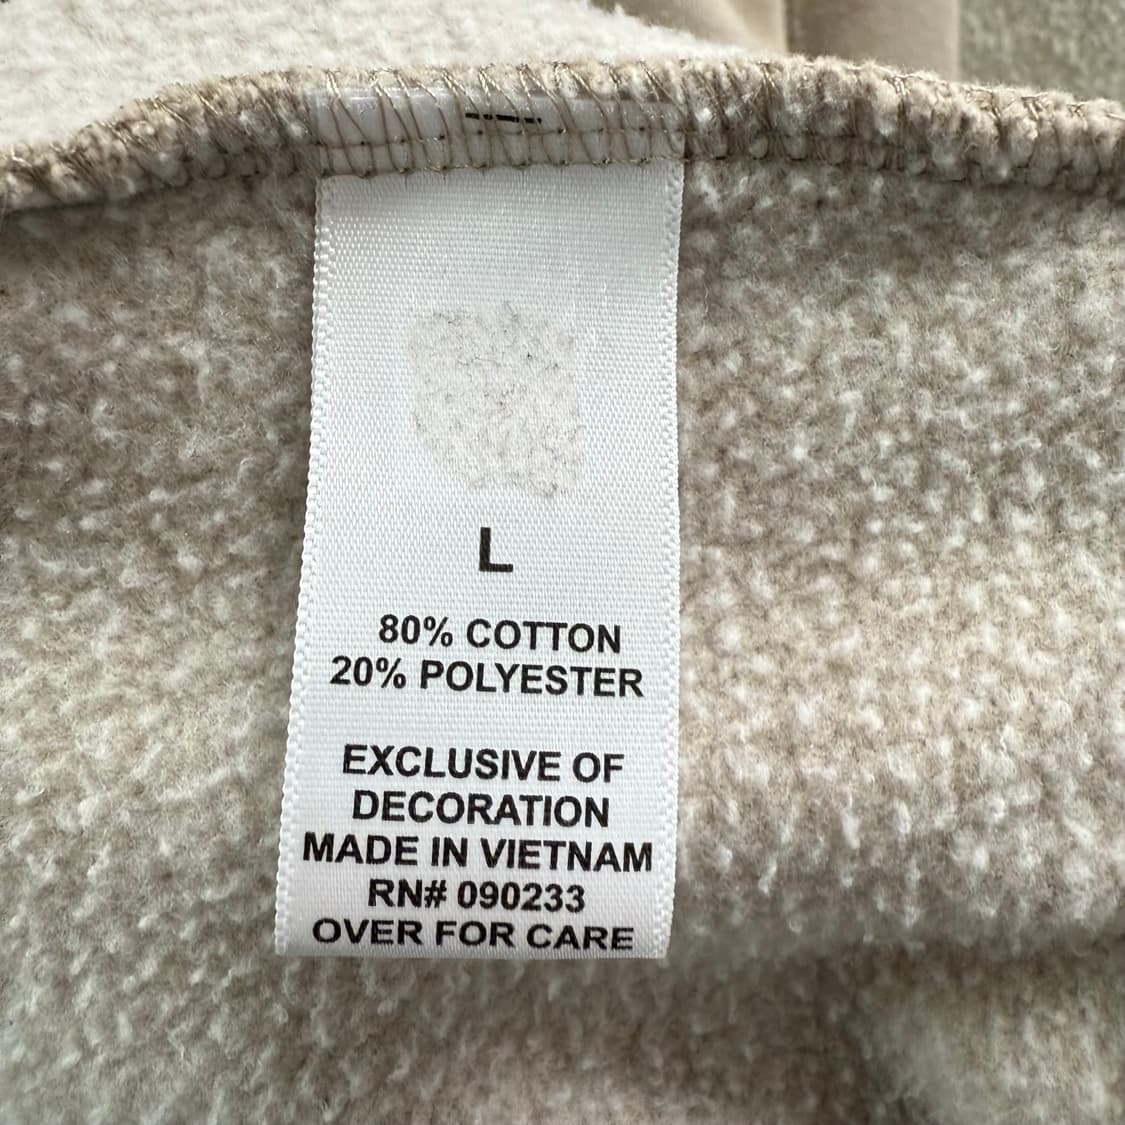 L
80% COTTON
20% POLYESTER
EXCLUSIVE OF
DECORATION
MADE IN VIETNAM
RN# 090233
OVER FOR CARE